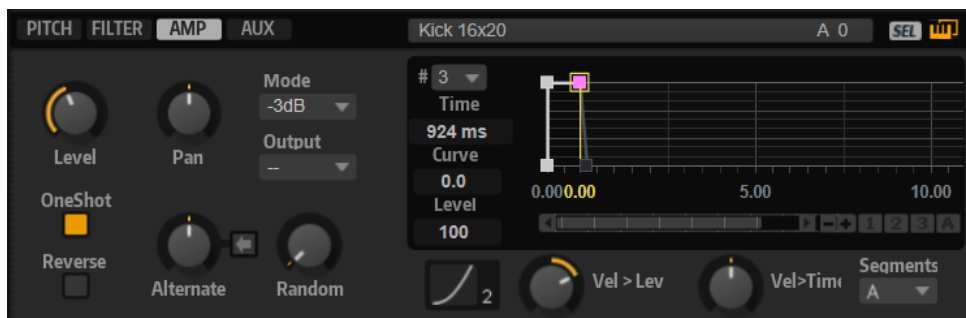 PITCH FILTER AMP AUX Kick 16x20 A 0 SEL
# 3
Mode
-3dB
Time
924 ms
Output
--
Curve
0.0
Level Pan
Level
100
0.000.00 5.00 10.00
OneShot
- + 1 2 3 A
Reverse
Alternate Random
2
Vel > Lev
Vel>Time
Segments
A